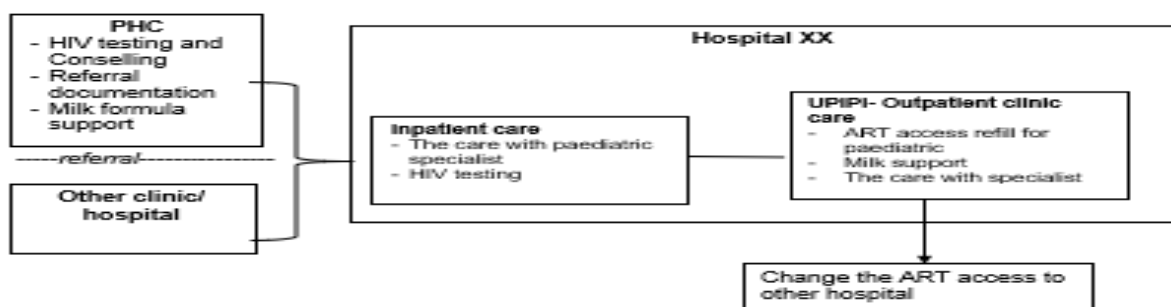 PHC
- HIV testing and
Conselling
- Referral
documentation
- Milk formula
support
-----referral-----------------
Other clinic/
hospital
Hospital XX
Inpatient care
- The care with paediatric
specialist
- HIV testing
UPIPI- Outpatient clinic
care
- ART access refill for
paediatric
- Milk support
- The care with specialist
Change the ART access to
other hospital